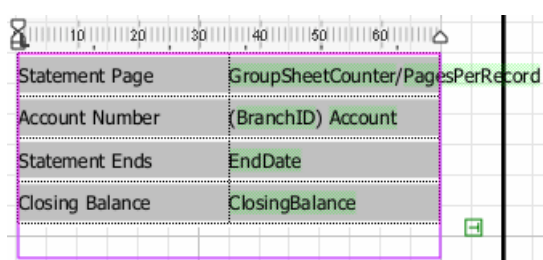 10 20 30 40 50 60
Statement Page GroupSheetCounter/PagesPerRecord
Account Number (BranchID) Account
Statement Ends EndDate
Closing Balance ClosingBalance